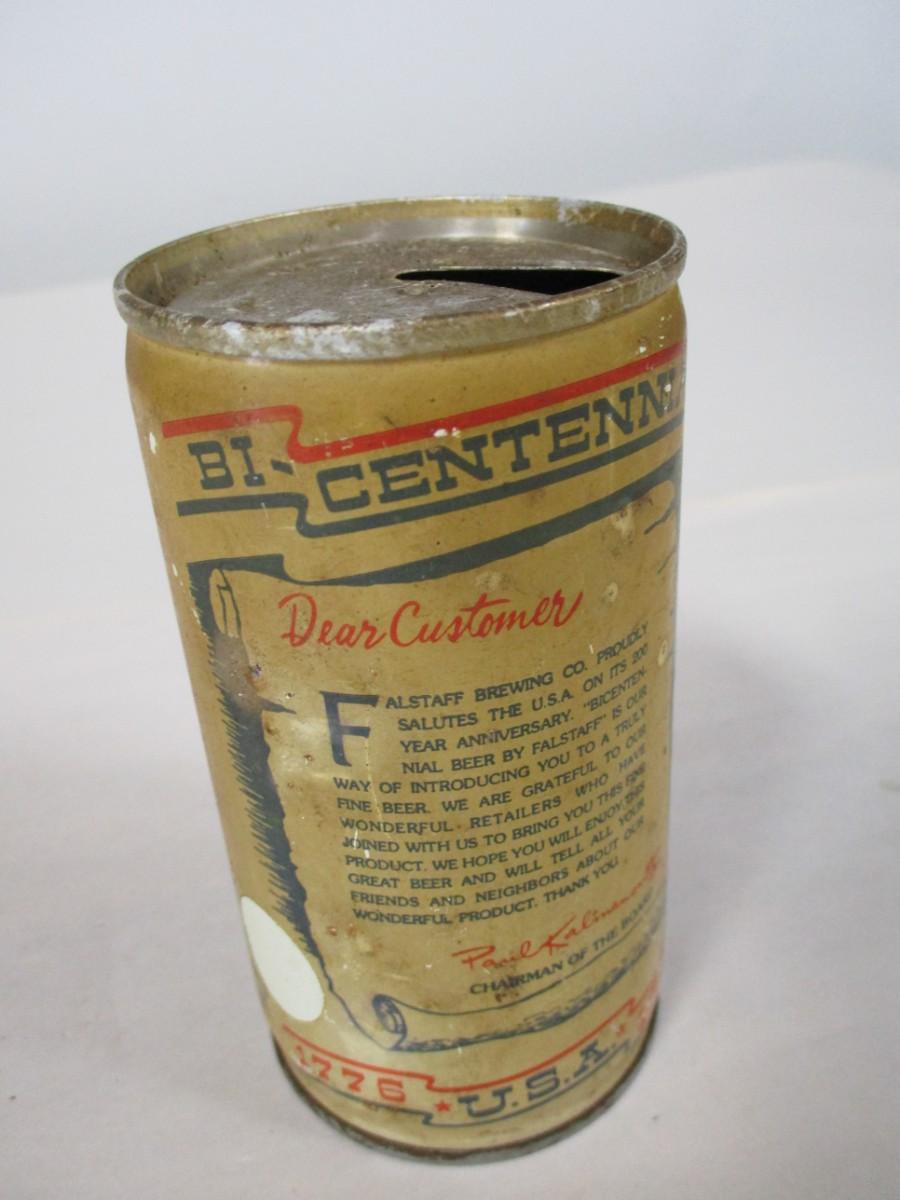 BI-CENTENNI
Dear Customer
FALSTAFF BREWING CO. PROUDLY
SALUTES THE U.S.A. ON ITS 200
YEAR ANNIVERSARY. "BICENTEN-
NIAL BEER BY FALSTAFF" IS OUR
WAY OF INTRODUCING YOU TO A TRULY
FINE BEER. WE ARE GRATEFUL TO OUR
WONDERFUL RETAILERS WHO HAVE
JOINED WITH US TO BRING YOU THIS FINE
PRODUCT. WE HOPE YOU WILL ENJOY THIS
GREAT BEER AND WILL TELL ALL YOUR
FRIENDS AND NEIGHBORS ABOUT OUR
WONDERFUL PRODUCT. THANK YOU.
Paul Kalmanovitz
CHAIRMAN OF THE BOARD
1776 ★ U.S.A. ★